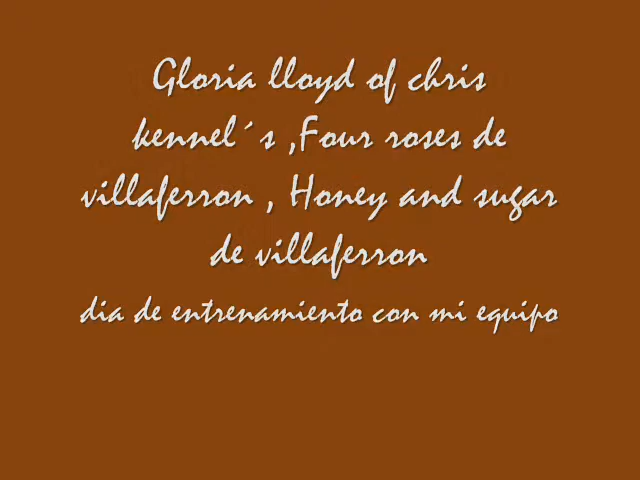 Gloria lloyd of chris
kennel´s ,Four roses de
villaferron , Honey and sugar
de villaferron
dia de entrenamiento con mi equipo